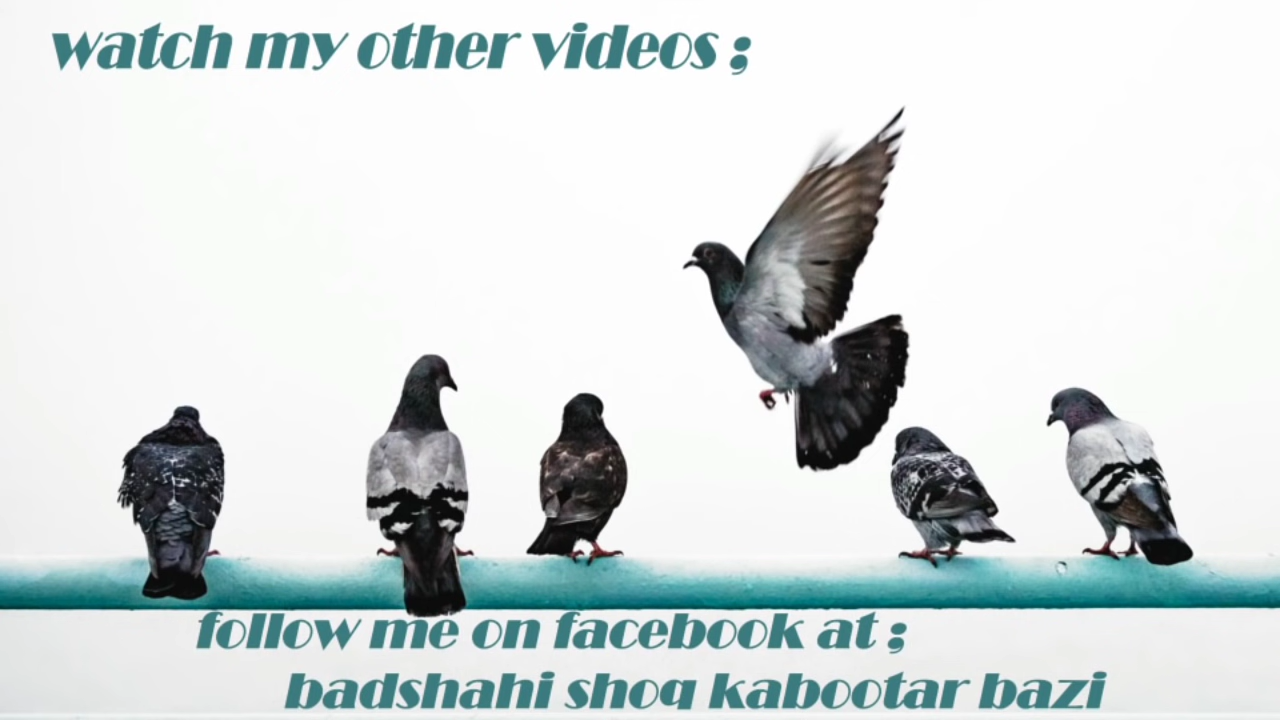 watch my other videos ;
follow me on facebook at ;
badshahi shoq kabootar bazi